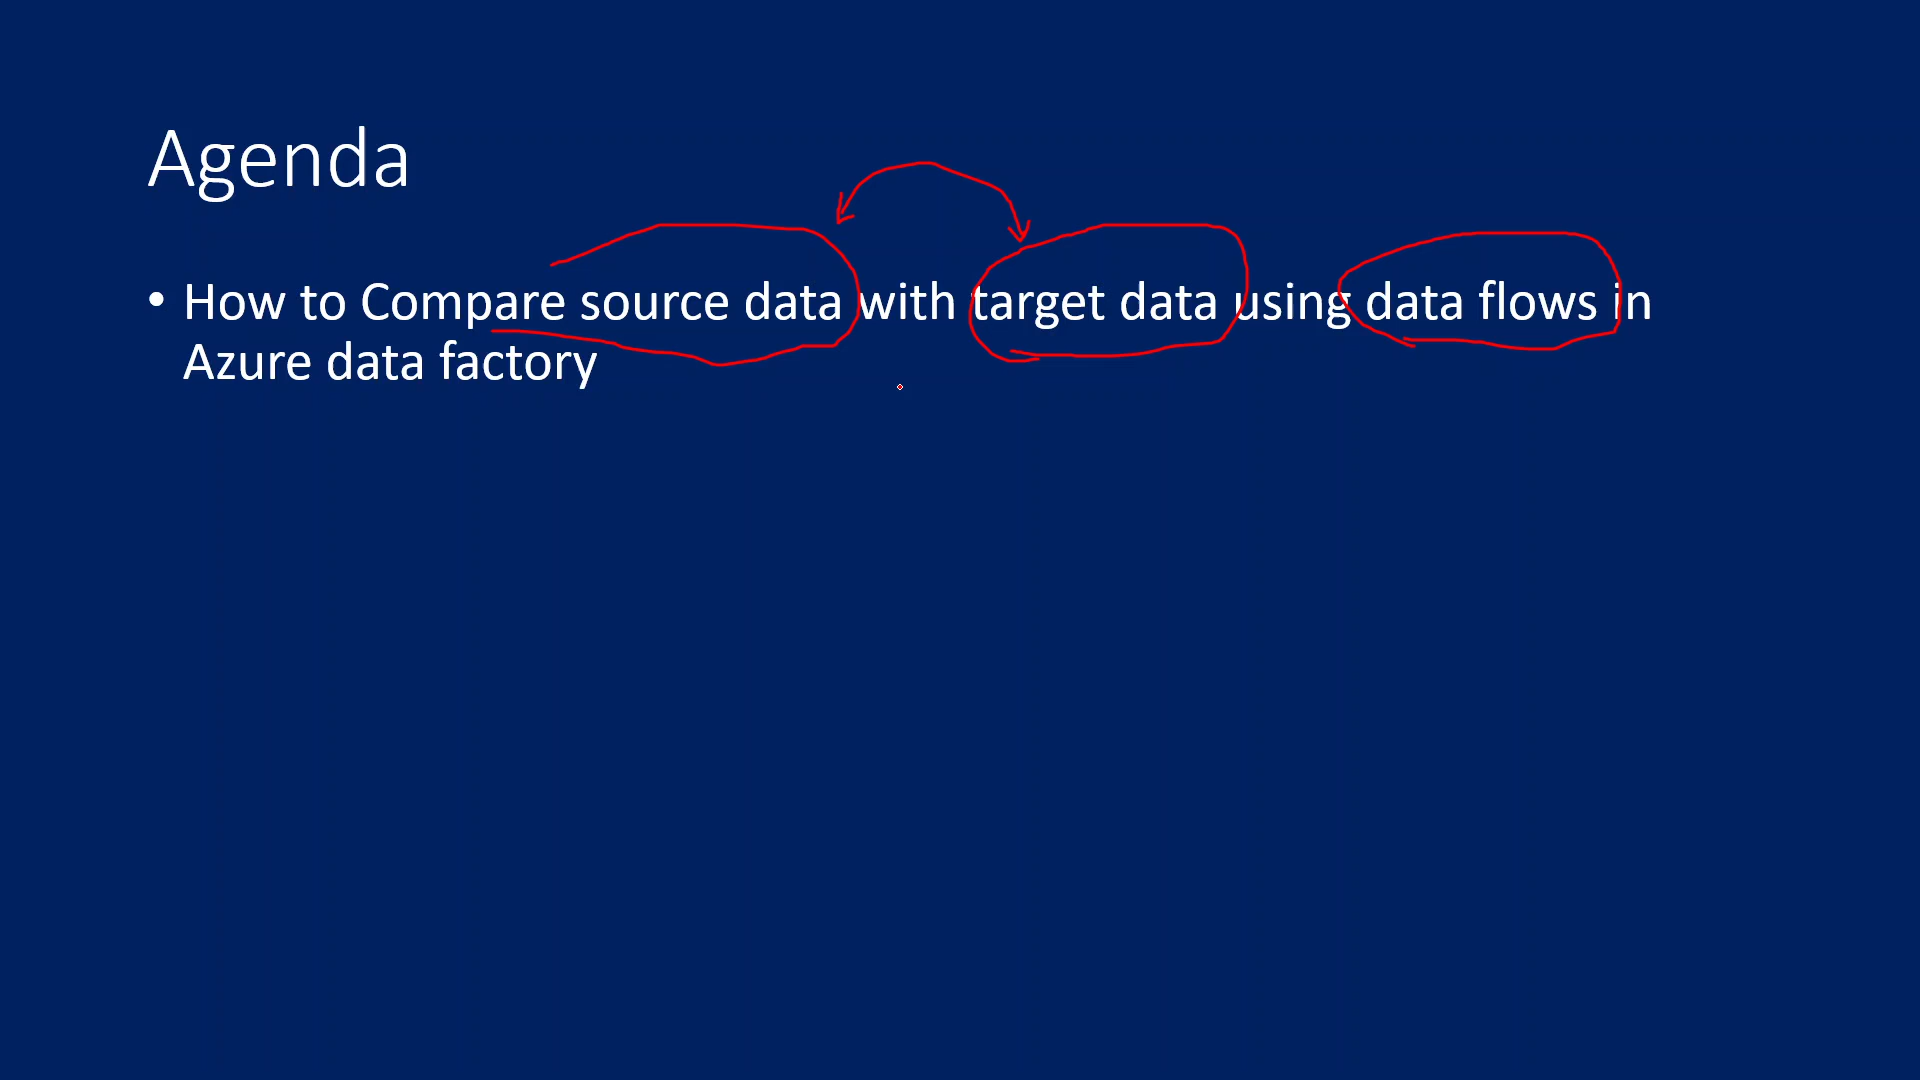 Agenda
• How to Compare source data with target data using data flows in
Azure data factory